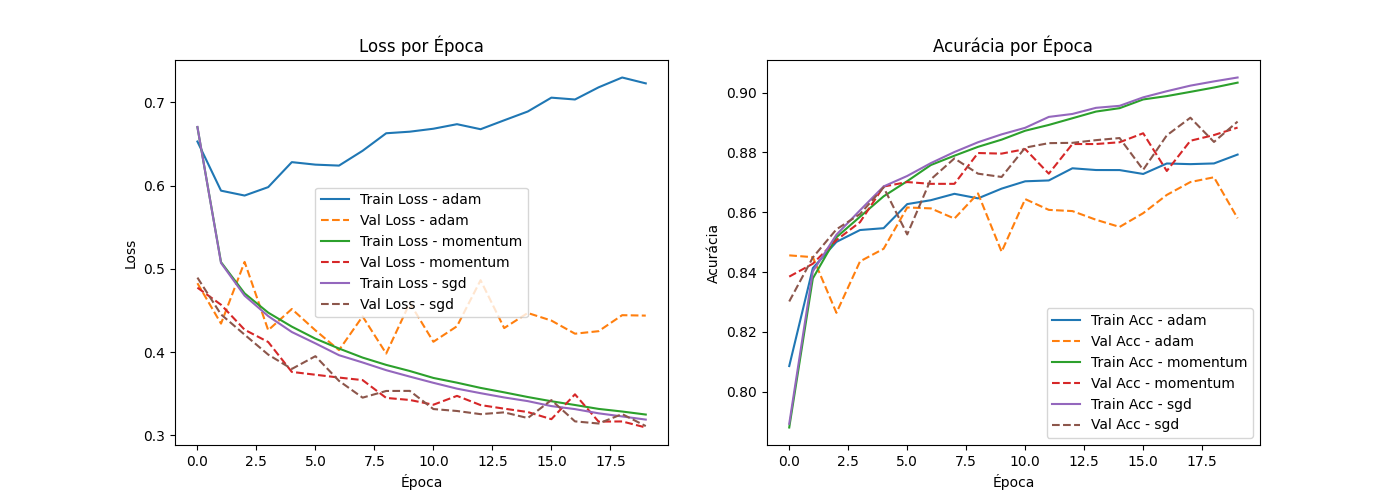 Loss por Época
Loss
0.7
0.6
0.5
0.4
0.3
Train Loss - adam
Val Loss - adam
Train Loss - momentum
Val Loss - momentum
Train Loss - sgd
Val Loss - sgd
0.0 2.5 5.0 7.5 10.0 12.5 15.0 17.5
Época
Acurácia por Época
Acurácia
0.90
0.88
0.86
0.84
0.82
0.80
Train Acc - adam
Val Acc - adam
Train Acc - momentum
Val Acc - momentum
Train Acc - sgd
Val Acc - sgd
0.0 2.5 5.0 7.5 10.0 12.5 15.0 17.5
Época